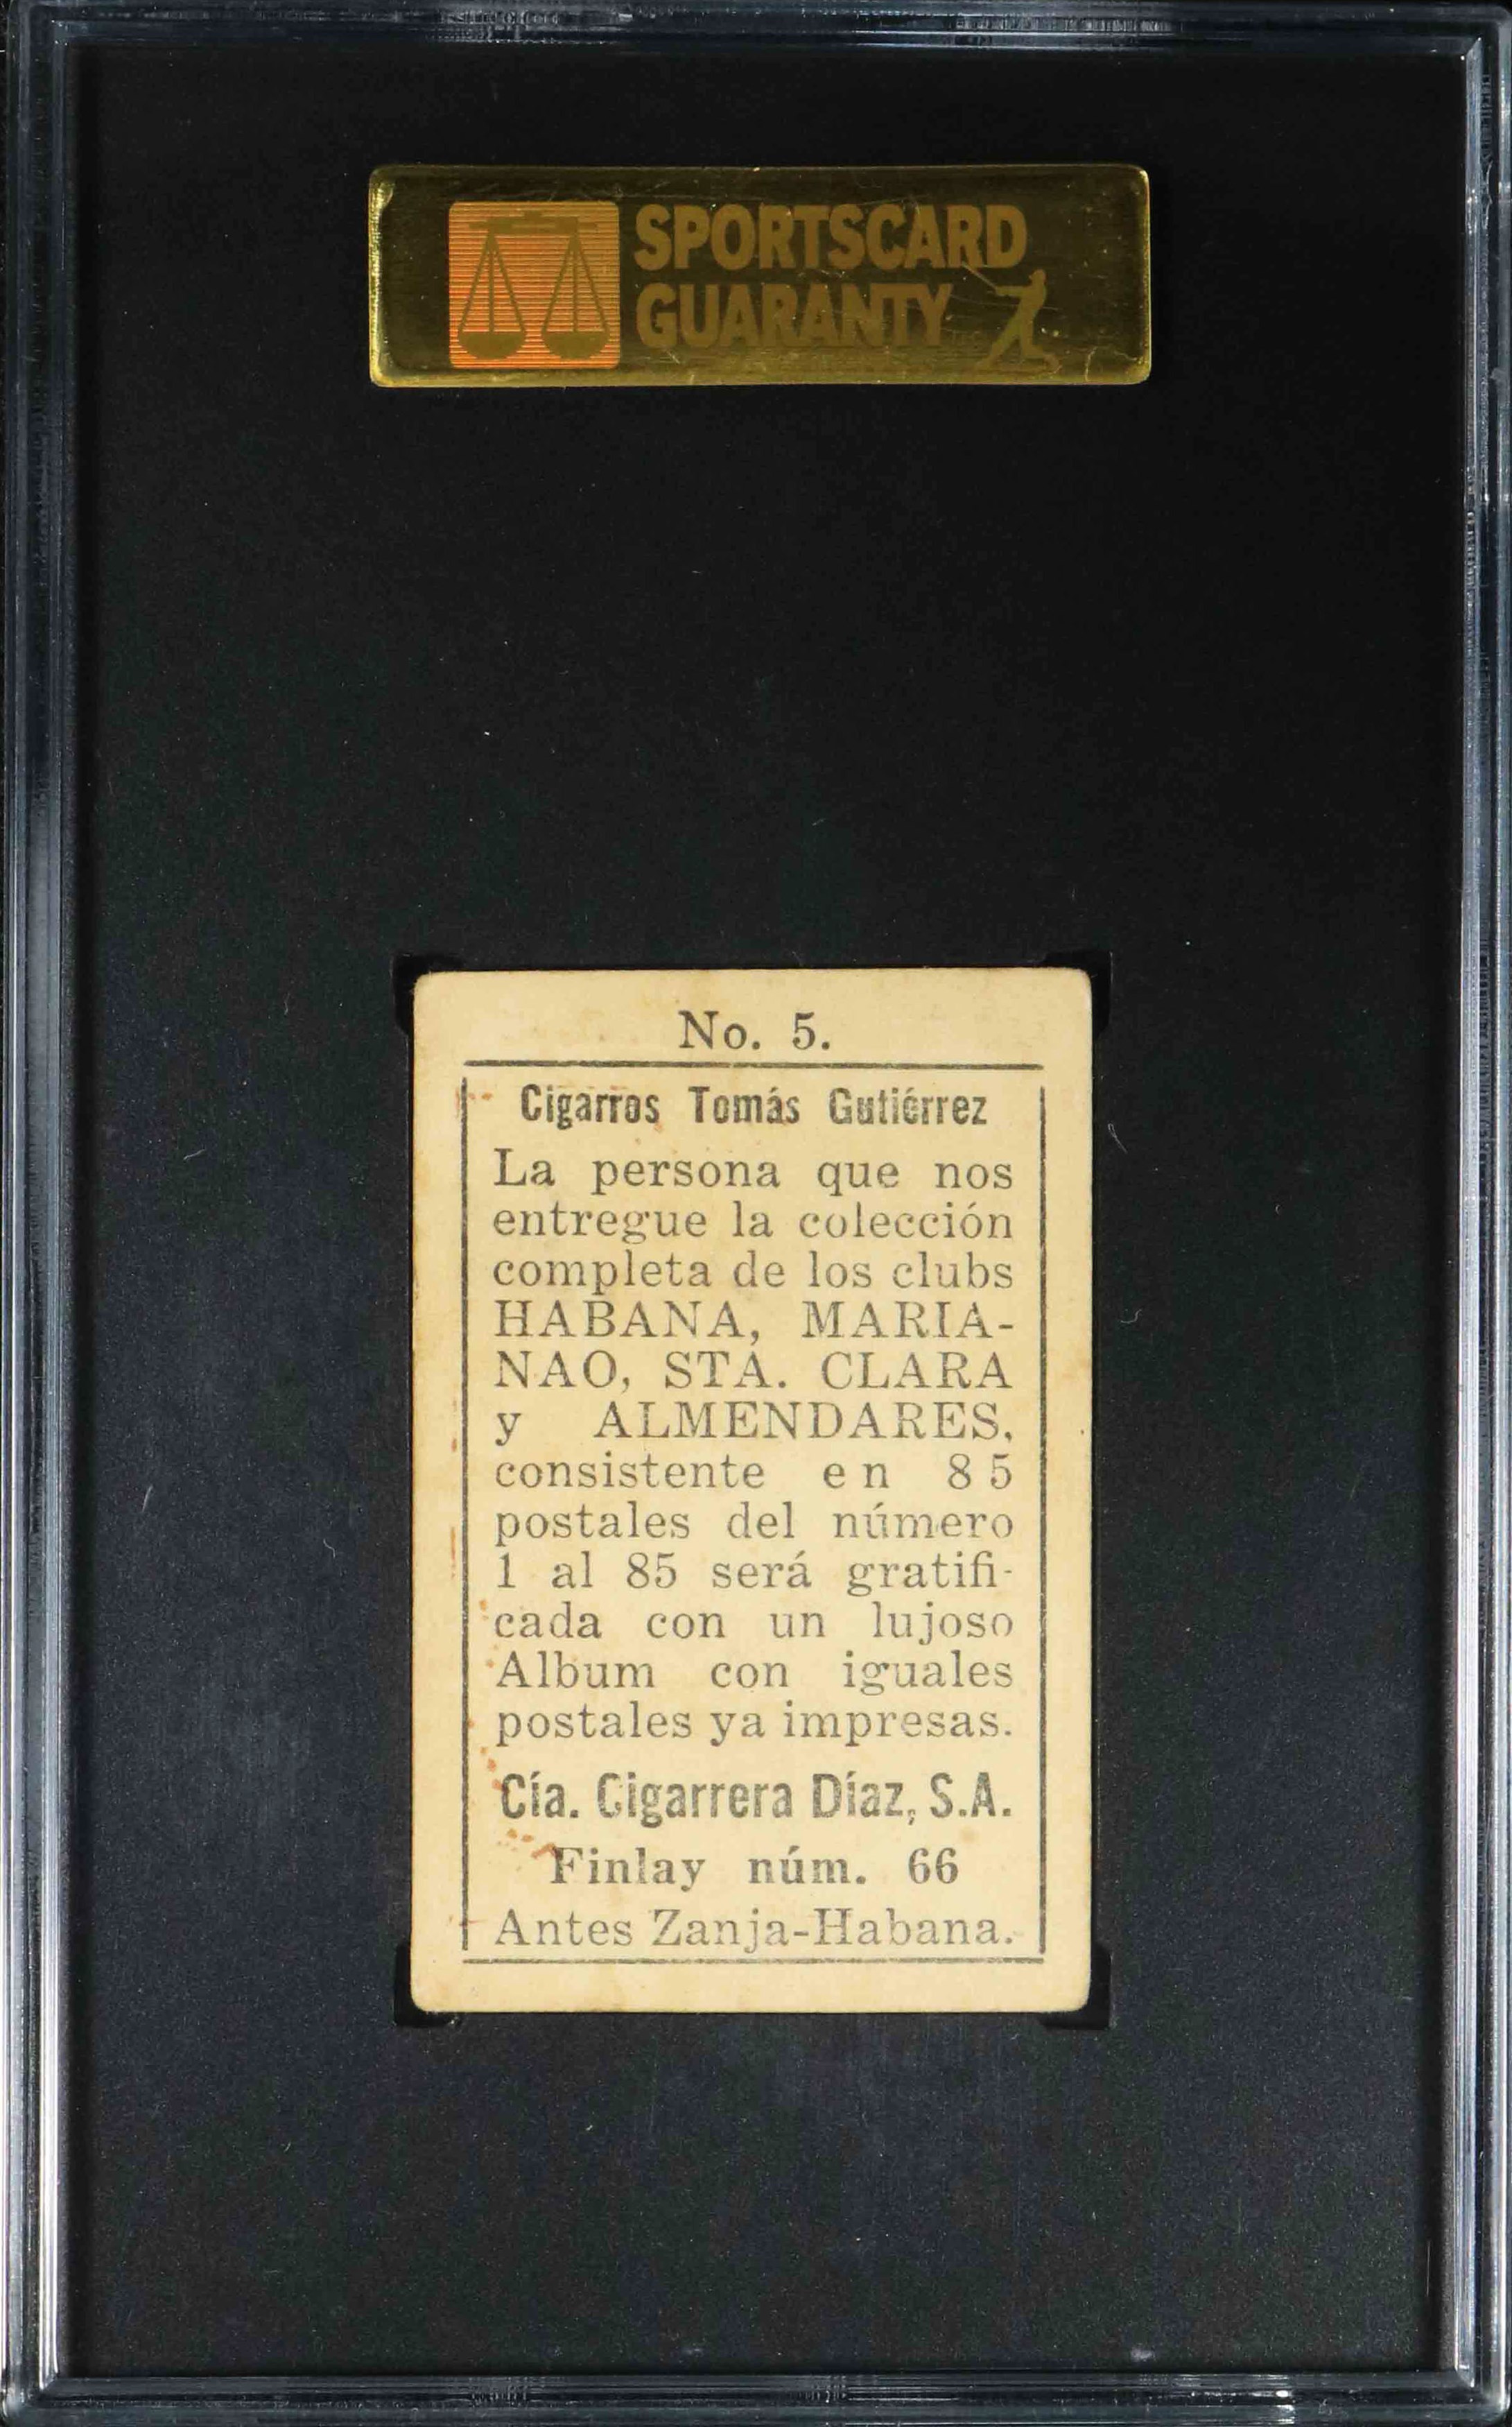 SPORTSCARD
GUARANTY
No. 5.
Cigarros Tomás Gutiérrez
La persona que nos
entregue la colección
completa de los clubs
HABANA, MARIA-
NAO, STA. CLARA
y ALMENDARES,
consistente en 85
postales del número
1 al 85 será gratifi-
cada con un lujoso
Album con iguales
postales ya impresas.
Cía. Cigarrera Díaz, S.A.
Finlay núm. 66
Antes Zanja-Habana.